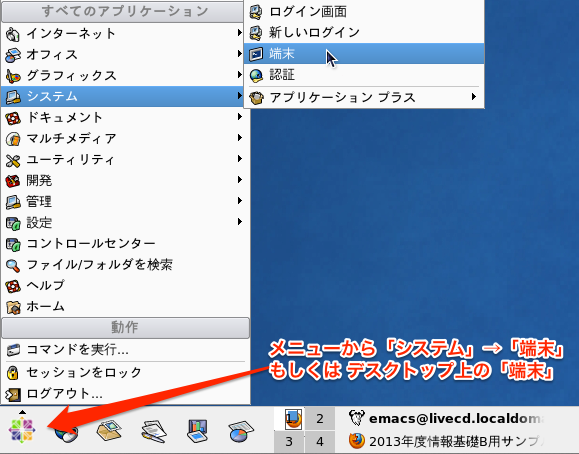 すべてのアプリケーション
インターネット
オフィス
グラフィックス
システム
ドキュメント
マルチメディア
ユーティリティ
開発
管理
設定
コントロールセンター
ファイル/フォルダを検索
ヘルプ
ホーム
動作
コマンドを実行...
セッションをロック
ログアウト...
ログイン画面
新しいログイン
端末
認証
アプリケーション プラス
メニューから「システム」→「端末」
もしくは デスクトップ上の「端末」
1 2
3 4
emacs@livecd.localdom
2013年度情報基礎B用サンプ